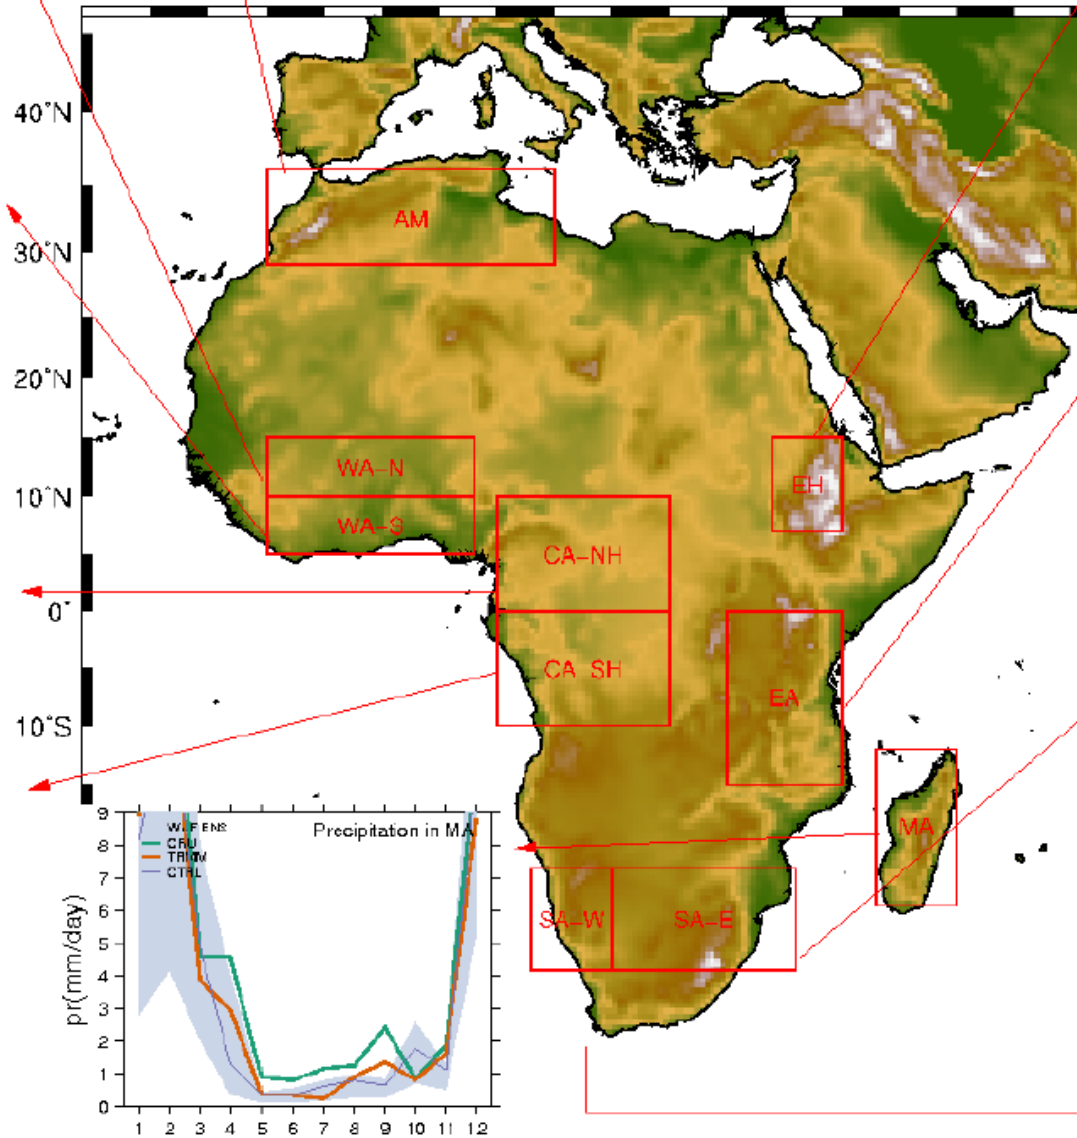 40°N
AM
30°N
20°N
WA-N
EH
10°N
WA-S
CA-NH
0°
CA SH
EA
10°S
MA
9
Precipitation in MA
8
CRU
TRMM
7
CTRL
SA-W
SA-E
6
5
pr(mm/day)
4
3
2
1
0
1 2 3 4 5 6 7 8 9 10 11 12